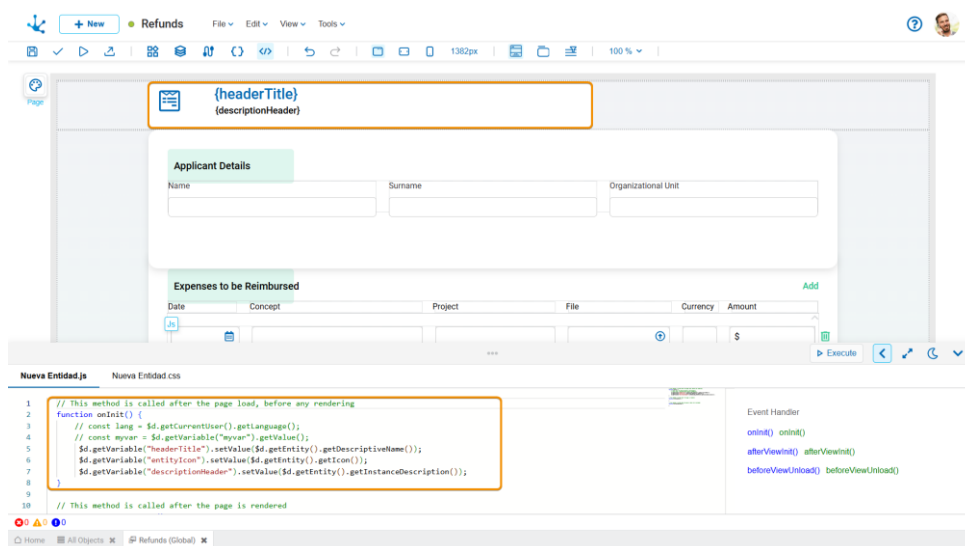 + New
Refunds
File
Edit
View
Tools
1382px
100 %
Page
{headerTitle}
{descriptionHeader}
Applicant Details
Name Surname Organizational Unit
Expenses to be Reimbursed Add
Date Concept Project File Currency Amount
Js
$
Execute
Nueva Entidad.js Nueva Entidad.css
1 // This method is called after the page load, before any rendering
2 function onInit() {
3 // const lang = $d.getCurrentUser().getLanguage();
4 // const myvar = $d.getVariable("myvar").getValue();
5 $d.getVariable("headerTitle").setValue($d.getEntity().getDescriptiveName());
6 $d.getVariable("entityIcon").setValue($d.getEntity().getIcon());
7 $d.getVariable("descriptionHeader").setValue($d.getEntity().getInstanceDescription());
8 }
9
10 // This method is called after the page is rendered
Event Handler
onInit() onInit()
afterViewInit() afterViewInit()
beforeViewUnload() beforeViewUnload()
0 0 0
Home All Objects Refunds (Global)